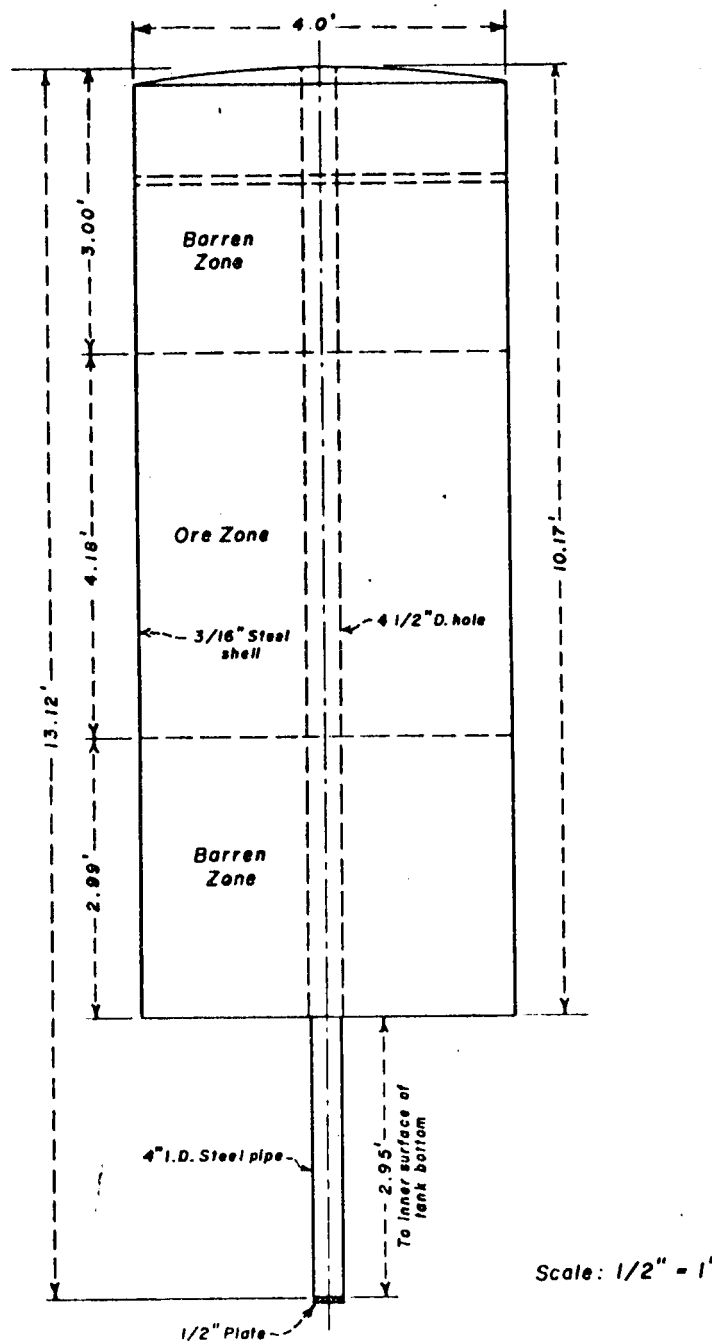 4.0'
3.00'
Barren
Zone
4.18'
Ore Zone
10.17'
3/16" Steel
shell
4 1/2" D. hole
13.12'
Barren
Zone
2.99'
2.95'
To inner surface of
tank bottom
4" I.D. Steel pipe
Scale: 1/2" = 1'
1/2" Plate